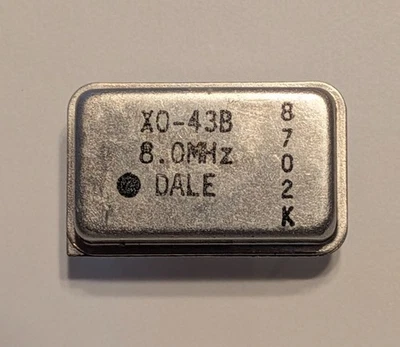 XO-43B
8.0MHz
DALE
8702K